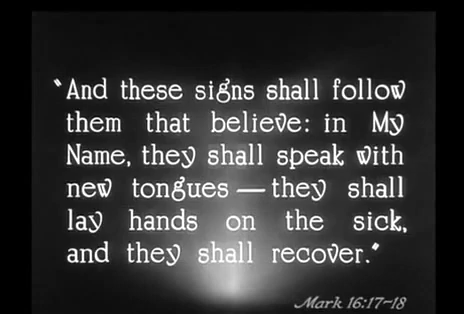 "And these signs shall follow
them that believe: in My
Name, they shall speak with
new tongues — they shall
lay hands on the sick,
and they shall recover."
Mark 16:17-18